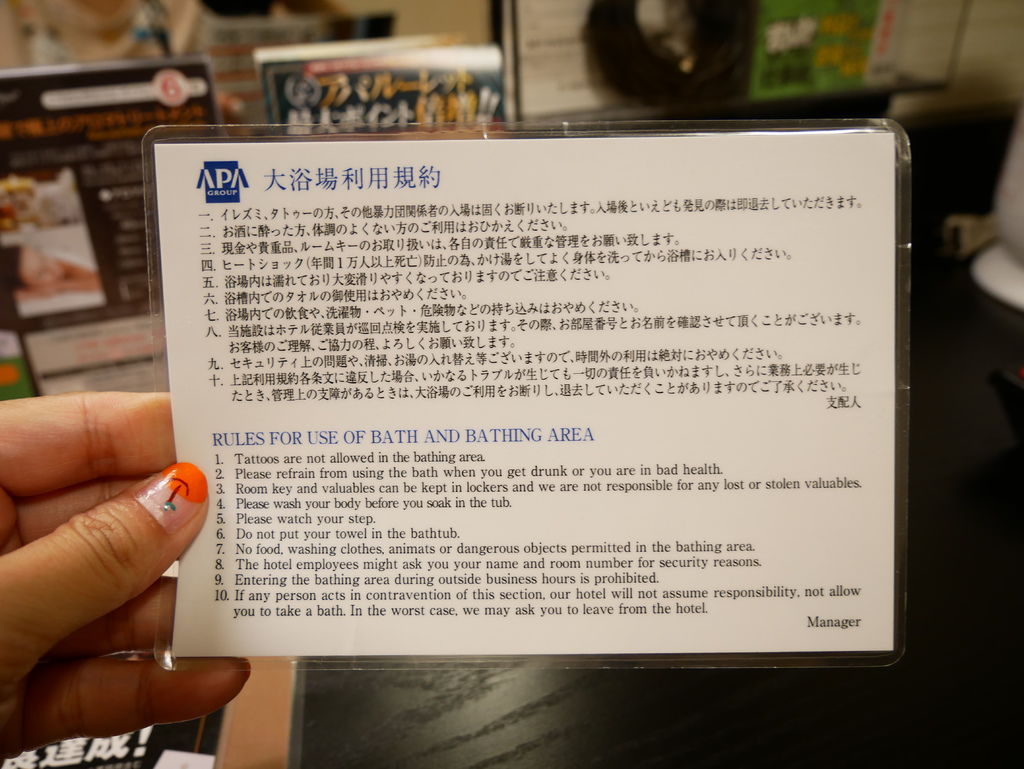 アパルーレット
6
APA
GROUP
大浴場利用規約
一. イレズミ、タトゥーの方、その他暴力団関係者の入場は固くお断りいたします。入場後といえども発見の際は即退去していただきます。
二. お酒に酔った方、体調のよくない方のご利用はおひかえください。
三. 現金や貴重品、ルームキーのお取り扱いは、各自の責任で厳重な管理をお願い致します。
四. ヒートショック(年間1万人以上死亡)防止の為、かけ湯をしてよく身体を洗ってから浴槽にお入りください。
五. 浴場内は濡れており大変滑りやすくなっておりますのでご注意ください。
六. 浴槽内でのタオルの御使用はおやめください。
七. 浴場内での飲食や、洗濯物・ペット・危険物などの持ち込みはおやめください。
八. 当施設はホテル従業員が巡回点検を実施しております。その際、お部屋番号とお名前を確認させて頂くことがございます。
お客様のご理解、ご協力の程、よろしくお願い致します。
九. セキュリティ上の問題や、清掃、お湯の入れ替え等ございますので、時間外の利用は絶対におやめください。
十. 上記利用規約各条文に違反した場合、いかなるトラブルが生じても一切の責任を負いかねますし、さらに業務上必要が生じ
たとき、管理上の支障があるときは、大浴場のご利用をお断りし、退去していただくことがありますのでご了承ください。
支配人
RULES FOR USE OF BATH AND BATHING AREA
1. Tattoos are not allowed in the bathing area.
2. Please refrain from using the bath when you get drunk or you are in bad health.
3. Room key and valuables can be kept in lockers and we are not responsible for any lost or stolen valuables.
4. Please wash your body before you soak in the tub.
5. Please watch your step.
6. Do not put your towel in the bathtub.
7. No food, washing clothes, animats or dangerous objects permitted in the bathing area.
8. The hotel employees might ask you your name and room number for security reasons.
9. Entering the bathing area during outside business hours is prohibited.
10. If any person acts in contravention of this section, our hotel will not assume responsibility, not allow
you to take a bath. In the worst case, we may ask you to leave from the hotel.
Manager
達成!